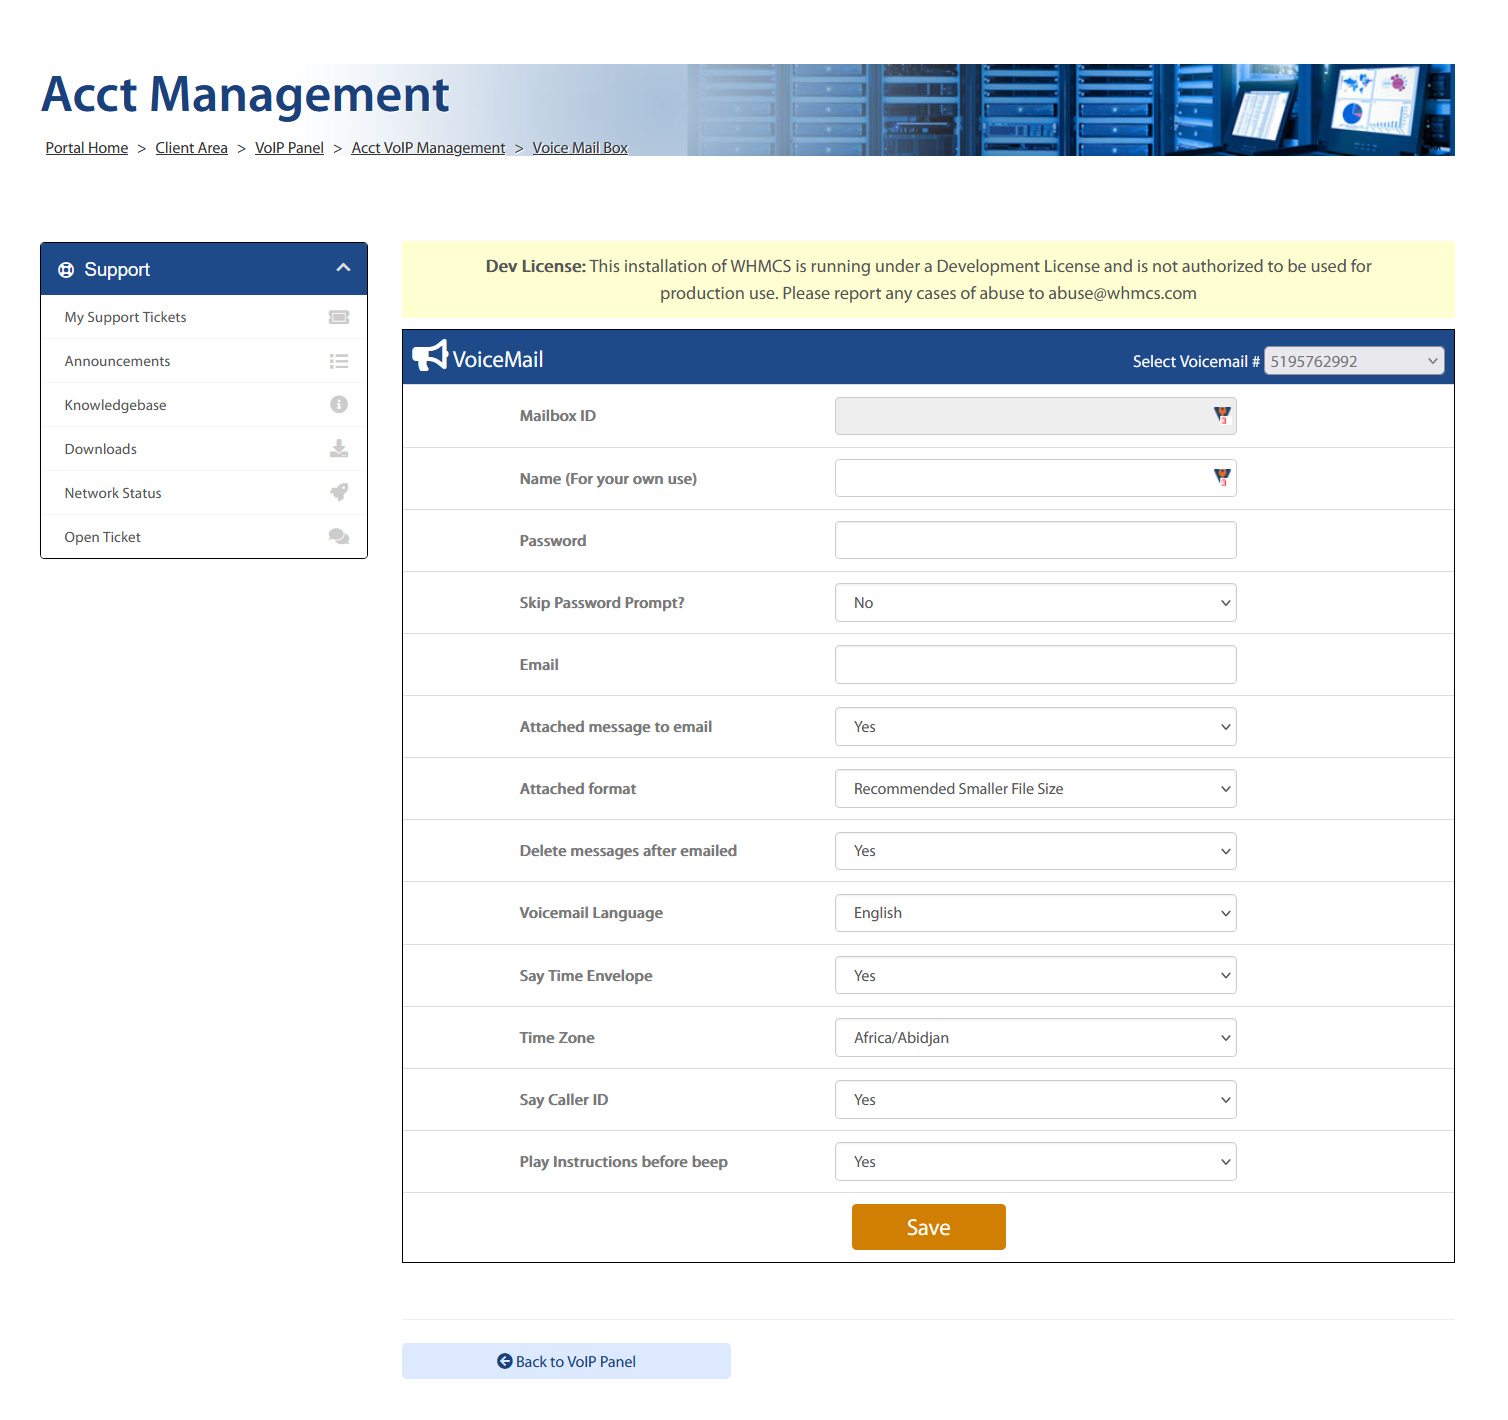 Acct Management
Portal Home > Client Area > VoIP Panel > Acct VoIP Management > Voice Mail Box
Support
My Support Tickets
Announcements
Knowledgebase
Downloads
Network Status
Open Ticket
Dev License: This installation of WHMCS is running under a Development License and is not authorized to be used for
production use. Please report any cases of abuse to abuse@whmcs.com
VoiceMail
Select Voicemail # 5195762992
Mailbox ID
3
Name (For your own use)
3
Password
Skip Password Prompt? No
Email
Attached message to email Yes
Attached format Recommended Smaller File Size
Delete messages after emailed Yes
Voicemail Language English
Say Time Envelope Yes
Time Zone Africa/Abidjan
Say Caller ID Yes
Play Instructions before beep Yes
Save
Back to VoIP Panel